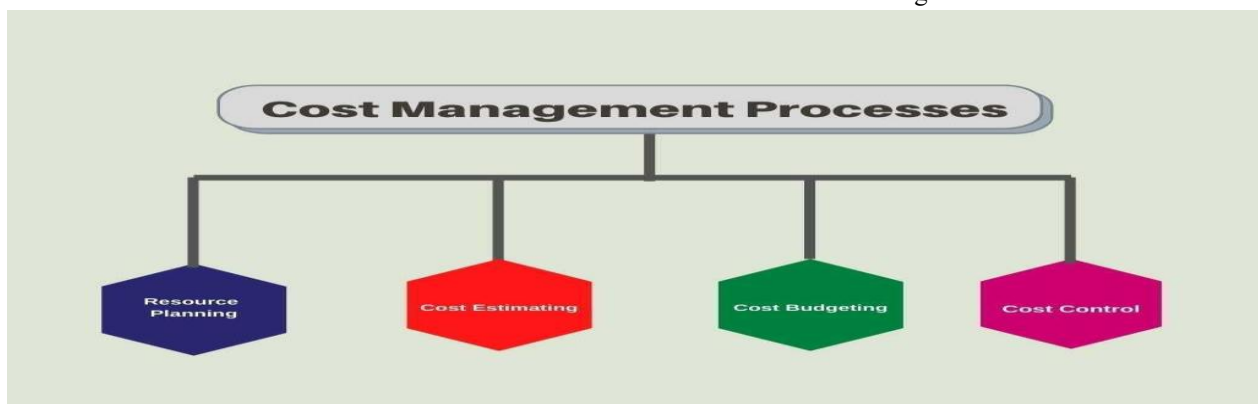 Cost Management Processes
Resource
Planning
Cost Estimating
Cost Budgeting
Cost Control